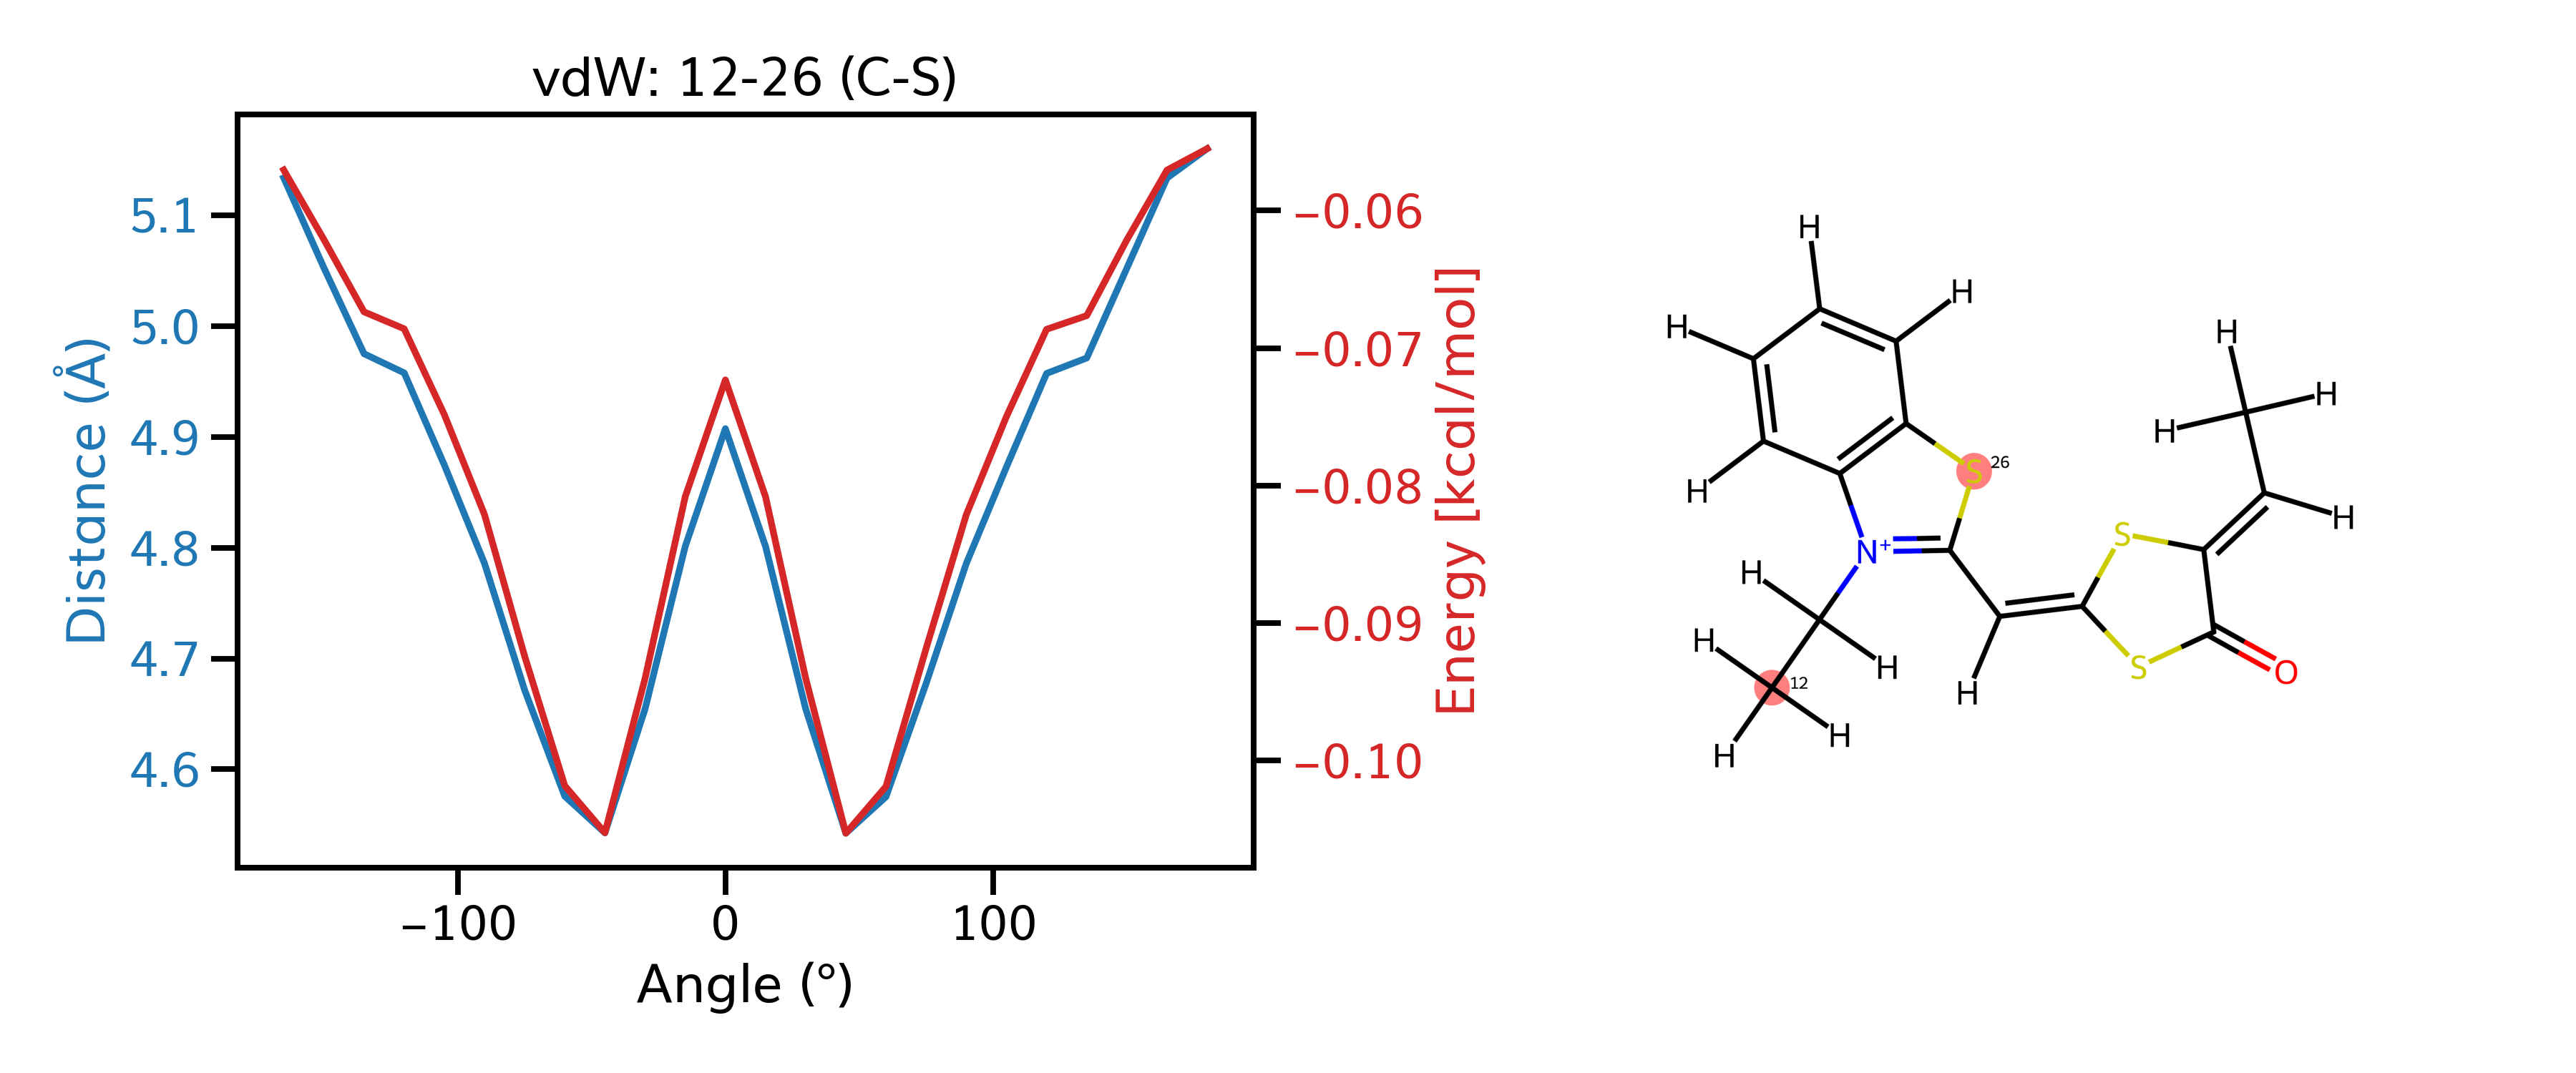 vdW: 12-26 (C-S)
Distance (Å)
5.1
5.0
4.9
4.8
4.7
4.6
−0.06
−0.07
−0.08
−0.09
−0.10
Energy [kcal/mol]
−100
0
100
Angle (°)
H
H
H
H
S 26
N+
H
H
H
12
H
H
H
S
S
O
H
H
H
H